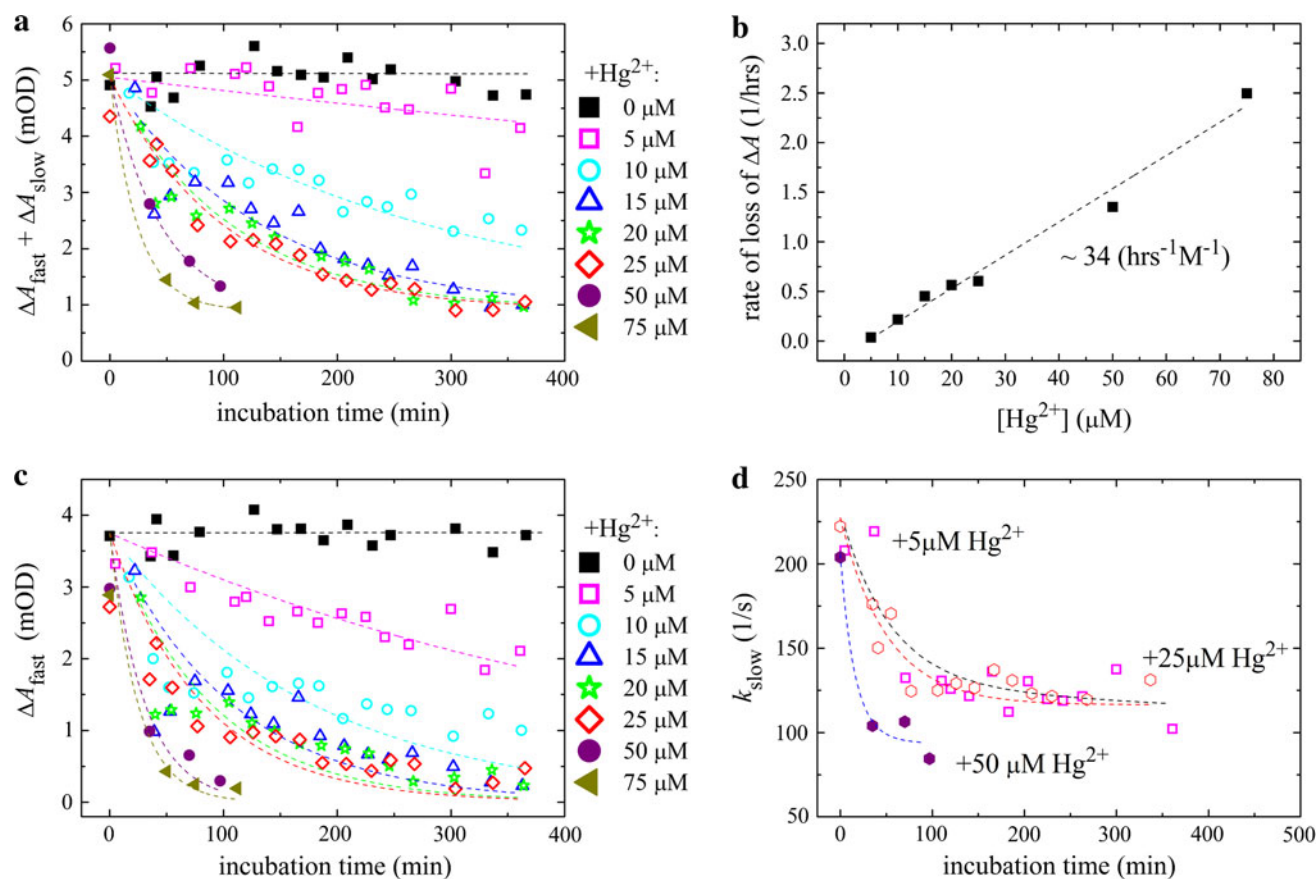 a
6
5
4
3
2
1
0
0 100 200 300 400
ΔA_fast + ΔA_slow (mOD)
incubation time (min)
+Hg²⁺:
0 μM
5 μM
10 μM
15 μM
20 μM
25 μM
50 μM
75 μM
b
3.0
2.5
2.0
1.5
1.0
0.5
0.0
0 10 20 30 40 50 60 70 80
rate of loss of ΔA (1/hrs)
~ 34 (hrs⁻¹M⁻¹)
[Hg²⁺] (μM)
c
4
3
2
1
0
0 100 200 300 400
ΔA_fast (mOD)
incubation time (min)
+Hg²⁺:
0 μM
5 μM
10 μM
15 μM
20 μM
25 μM
50 μM
75 μM
d
250
200
150
100
50
0 100 200 300 400 500
k_slow (1/s)
+5μM Hg²⁺
+25μM Hg²⁺
+50 μM Hg²⁺
incubation time (min)